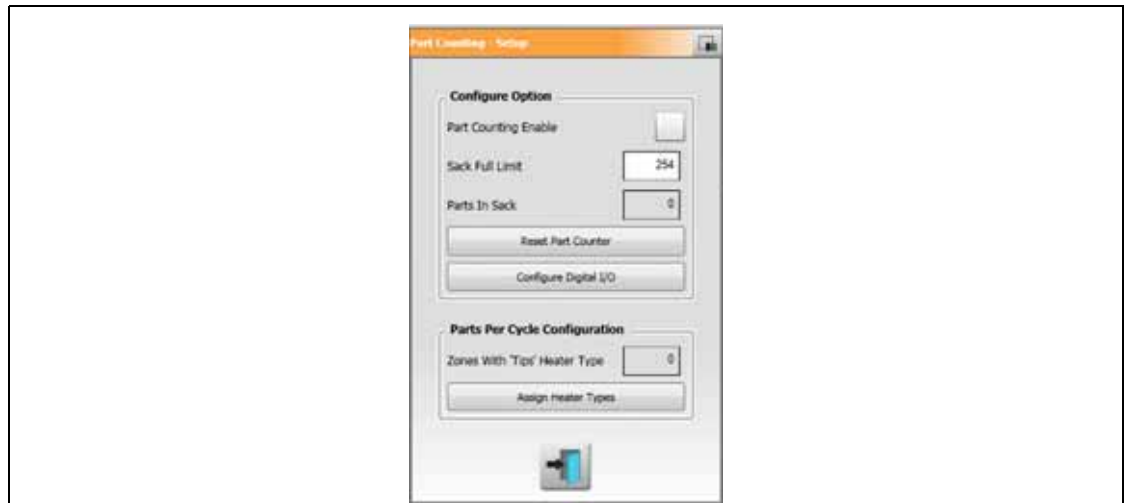 Part Counting - Setup
Configure Option
Part Counting Enable
Sack Full Limit 254
Parts In Sack 0
Reset Part Counter
Configure Digital I/O
Parts Per Cycle Configuration
Zones With 'Tips' Heater Type 0
Assign Heater Types